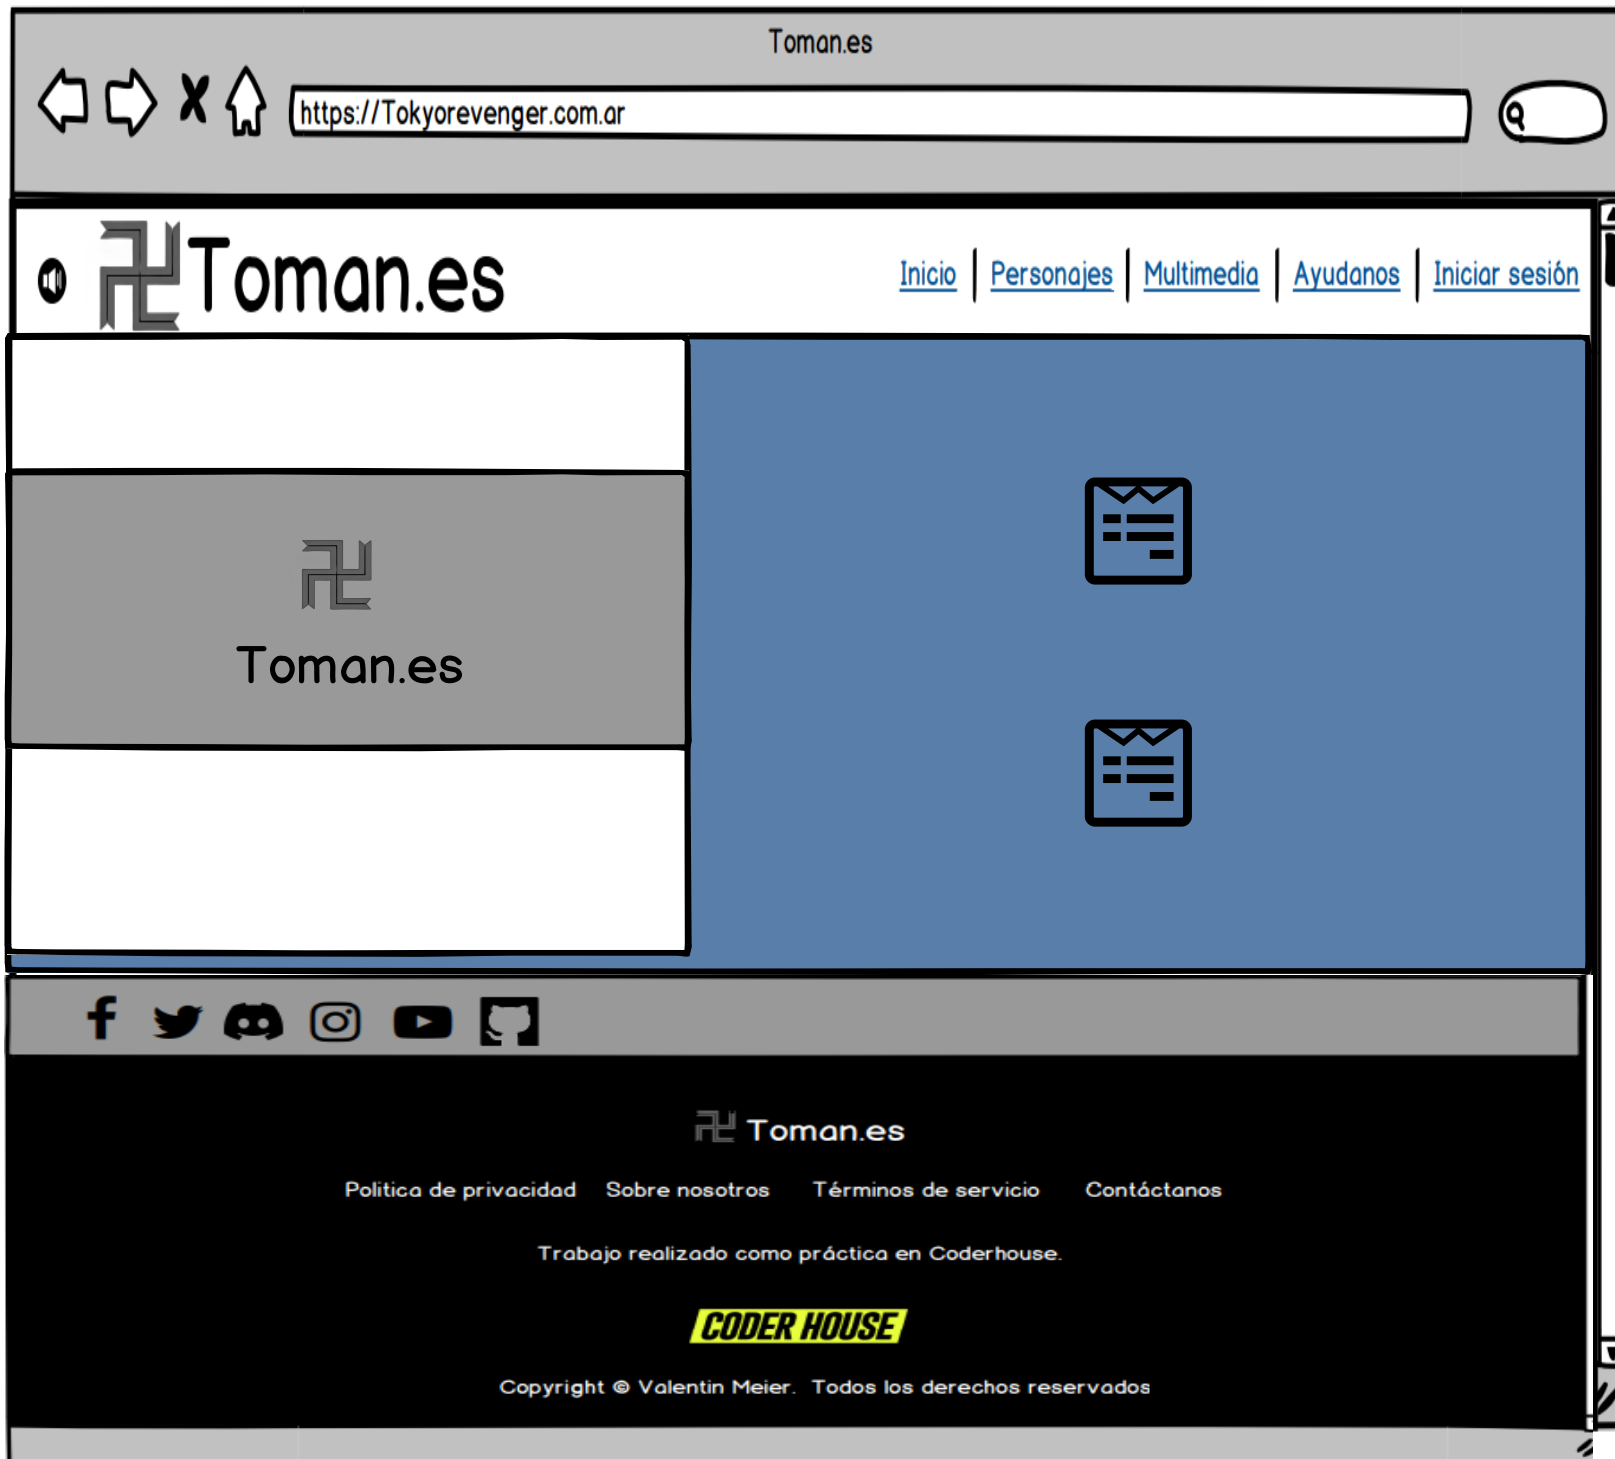 Toman.es
https://Tokyorevenger.com.ar
Toman.es
Inicio Personajes Multimedia Ayudanos Iniciar sesión
Toman.es
Toman.es
Politica de privacidad Sobre nosotros Términos de servicio Contáctanos
Trabajo realizado como práctica en Coderhouse.
CODER HOUSE
Copyright © Valentin Meier. Todos los derechos reservados